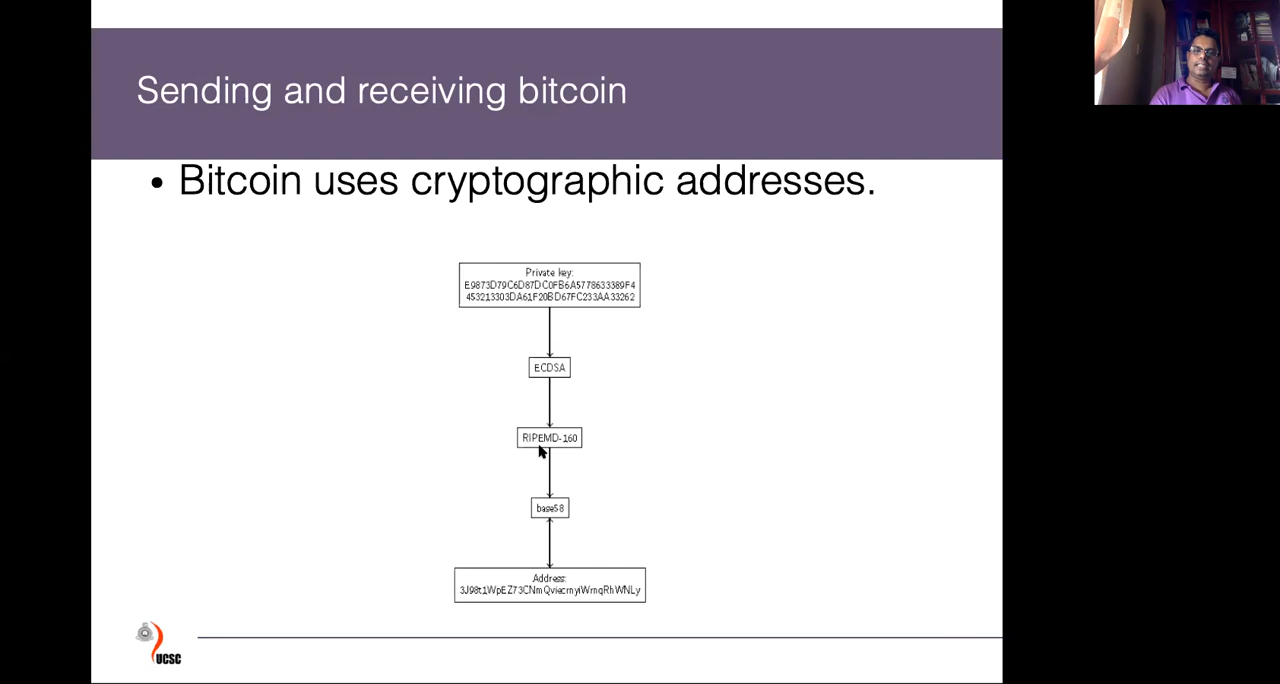 Sending and receiving bitcoin
• Bitcoin uses cryptographic addresses.
Private key:
E9873D79C6D87DC0FB6A5778633389F4
453213303DA61F20BD67FC233AA33262
ECDSA
RIPEMD-160
base58
Address:
3J98t1WpEZ73CNmQviecrnyiWrnqRhWNLy
UCSC